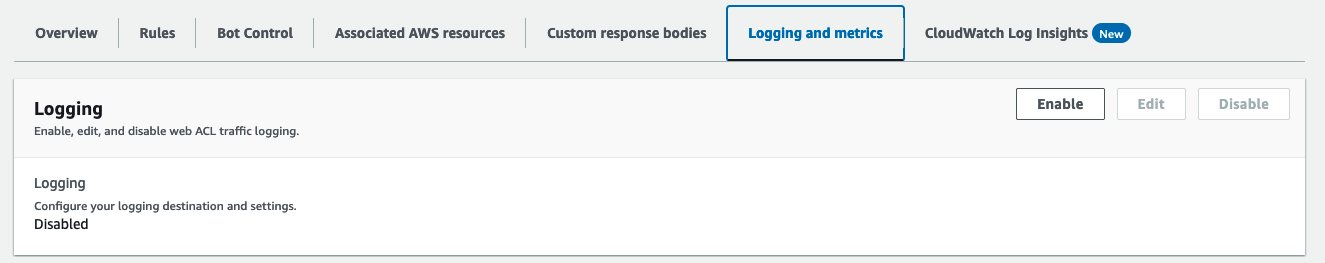 Overview Rules Bot Control Associated AWS resources Custom response bodies Logging and metrics CloudWatch Log Insights New
Logging Enable Edit Disable
Enable, edit, and disable web ACL traffic logging.
Logging
Configure your logging destination and settings.
Disabled